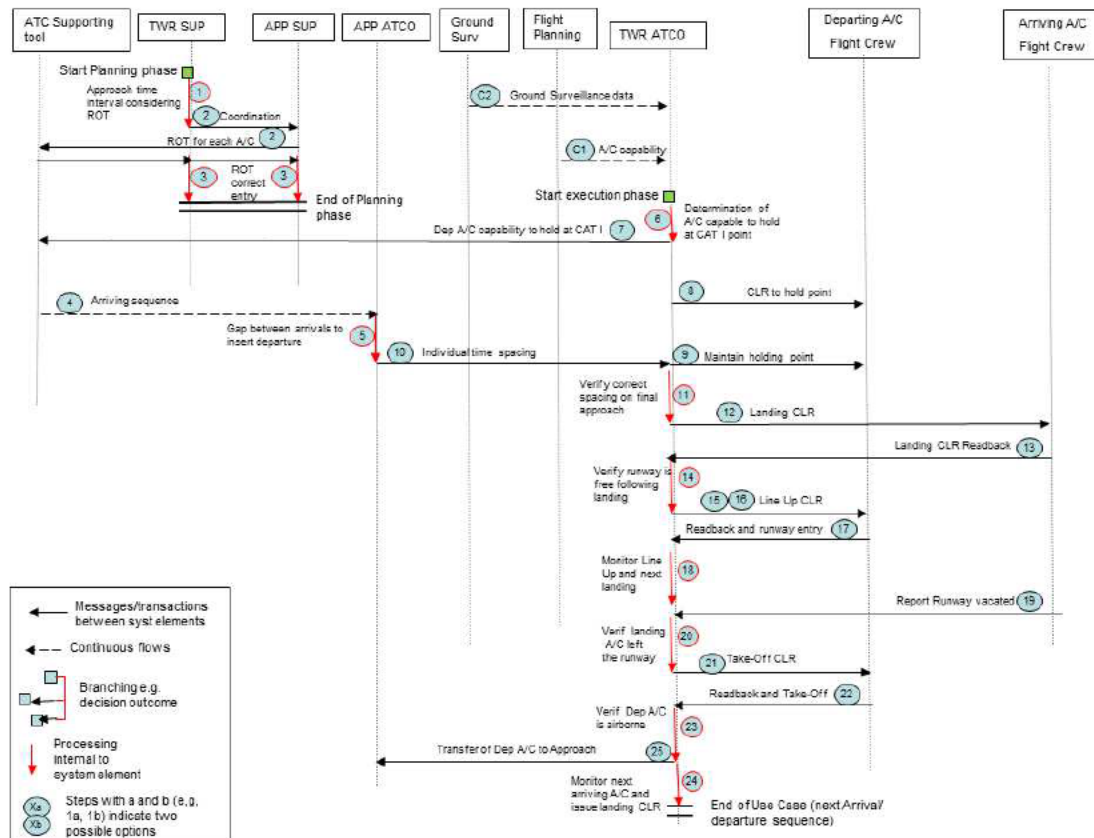 ATC Supporting
tool
TWR SUP
APP SUP
APP ATCO
Ground
Surv
Flight
Planning
TWR ATCO
Departing A/C
Flight Crew
Arriving A/C
Flight Crew
Start Planning phase
Approach time
interval considering
ROT
1
2
Coordination
ROT for each A/C
2
3
ROT
correct
entry
3
End of Planning
phase
C2
Ground Surveillance data
C1
A/C capability
Start execution phase
6
Determination of
A/C capable to hold
at CAT I point
Dep A/C capability to hold at CAT I
7
8
CLR to hold point
4
Arriving sequence
Gap between arrivals to
insert departure
5
10
Individual time spacing
9
Maintain holding point
Verify correct
spacing on final
approach
11
12
Landing CLR
Landing CLR Readback
13
Verify runway is
free following
landing
14
15
16
Line Up CLR
Readback and runway entry
17
Monitor Line
Up and next
landing
18
Report Runway vacated
19
Verif landing
A/C left
the runway
20
21
Take-Off CLR
Readback and Take-Off
22
Verif Dep A/C
is airborne
23
Transfer of Dep A/C to Approach
25
Monitor next
arriving A/C and
issue landing CLR
24
End of Use Case (next Arrival/
departure sequence)
Messages/transactions
between syst elements
Continuous flows
Branching e.g.
decision outcome
Processing
internal to
system element
Xa
Xb
Steps with a and b (e,g,
1a, 1b) indicate two
possible options